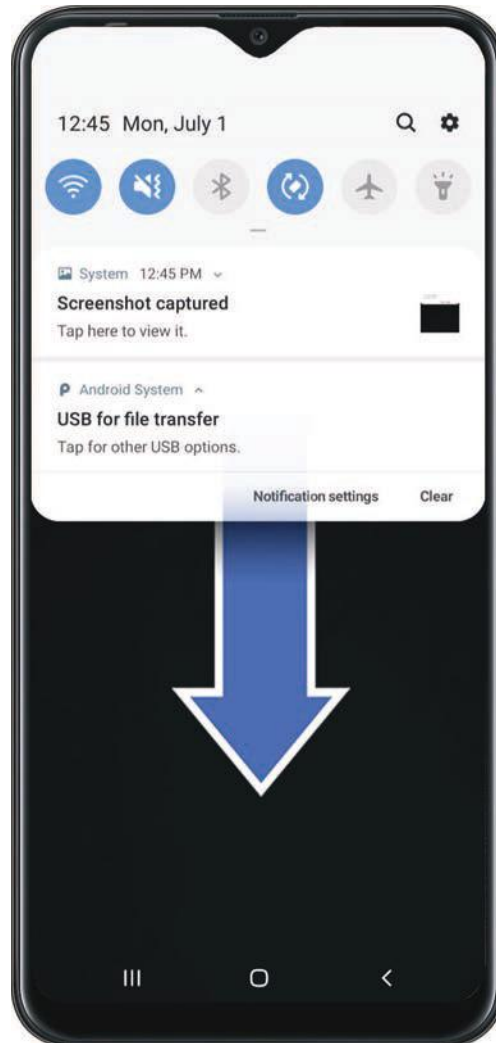 12:45 Mon, July 1
System 12:45 PM
Screenshot captured
Tap here to view it.
Android System
USB for file transfer
Tap for other USB options.
Notification settings Clear